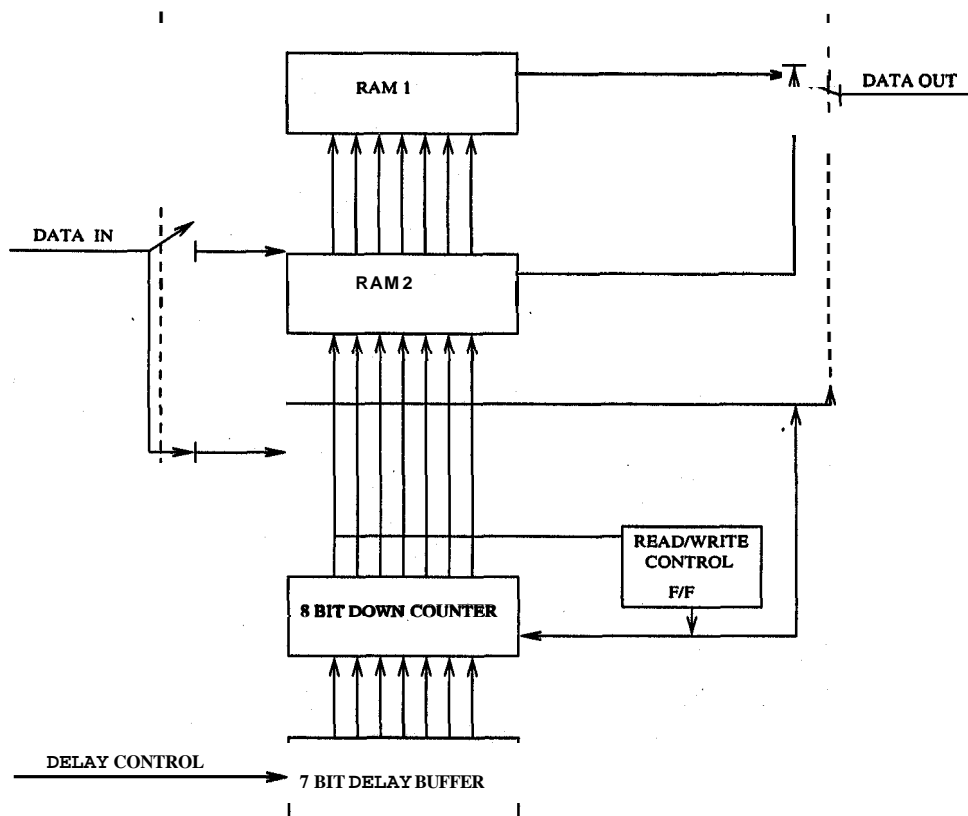 RAM 1
DATA OUT
DATA IN
RAM 2
READ/WRITE
CONTROL
F/F
8 BIT DOWN COUNTER
DELAY CONTROL
7 BIT DELAY BUFFER